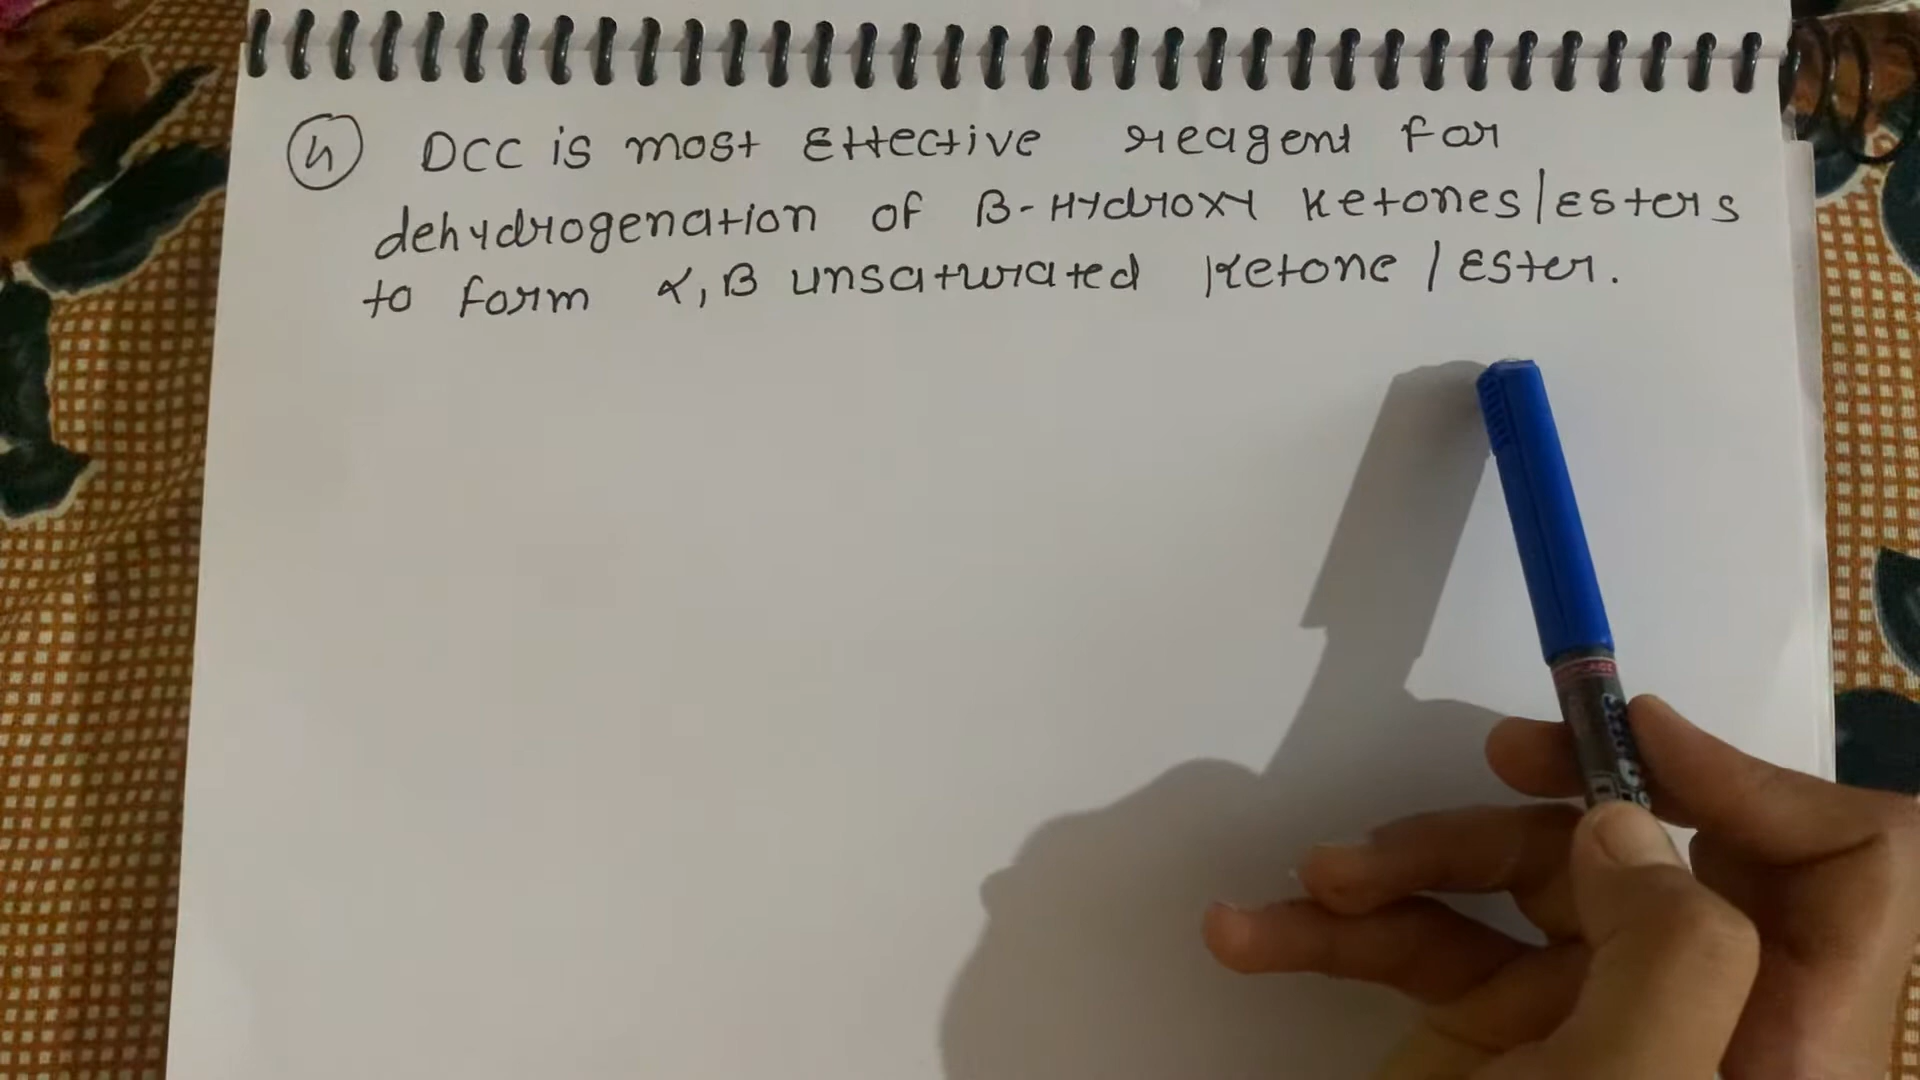 4 DCC is most Effective reagent for
dehydrogenation of β-Hydroxy Ketones/Esters
to form α, β unsaturated Ketone / Ester.